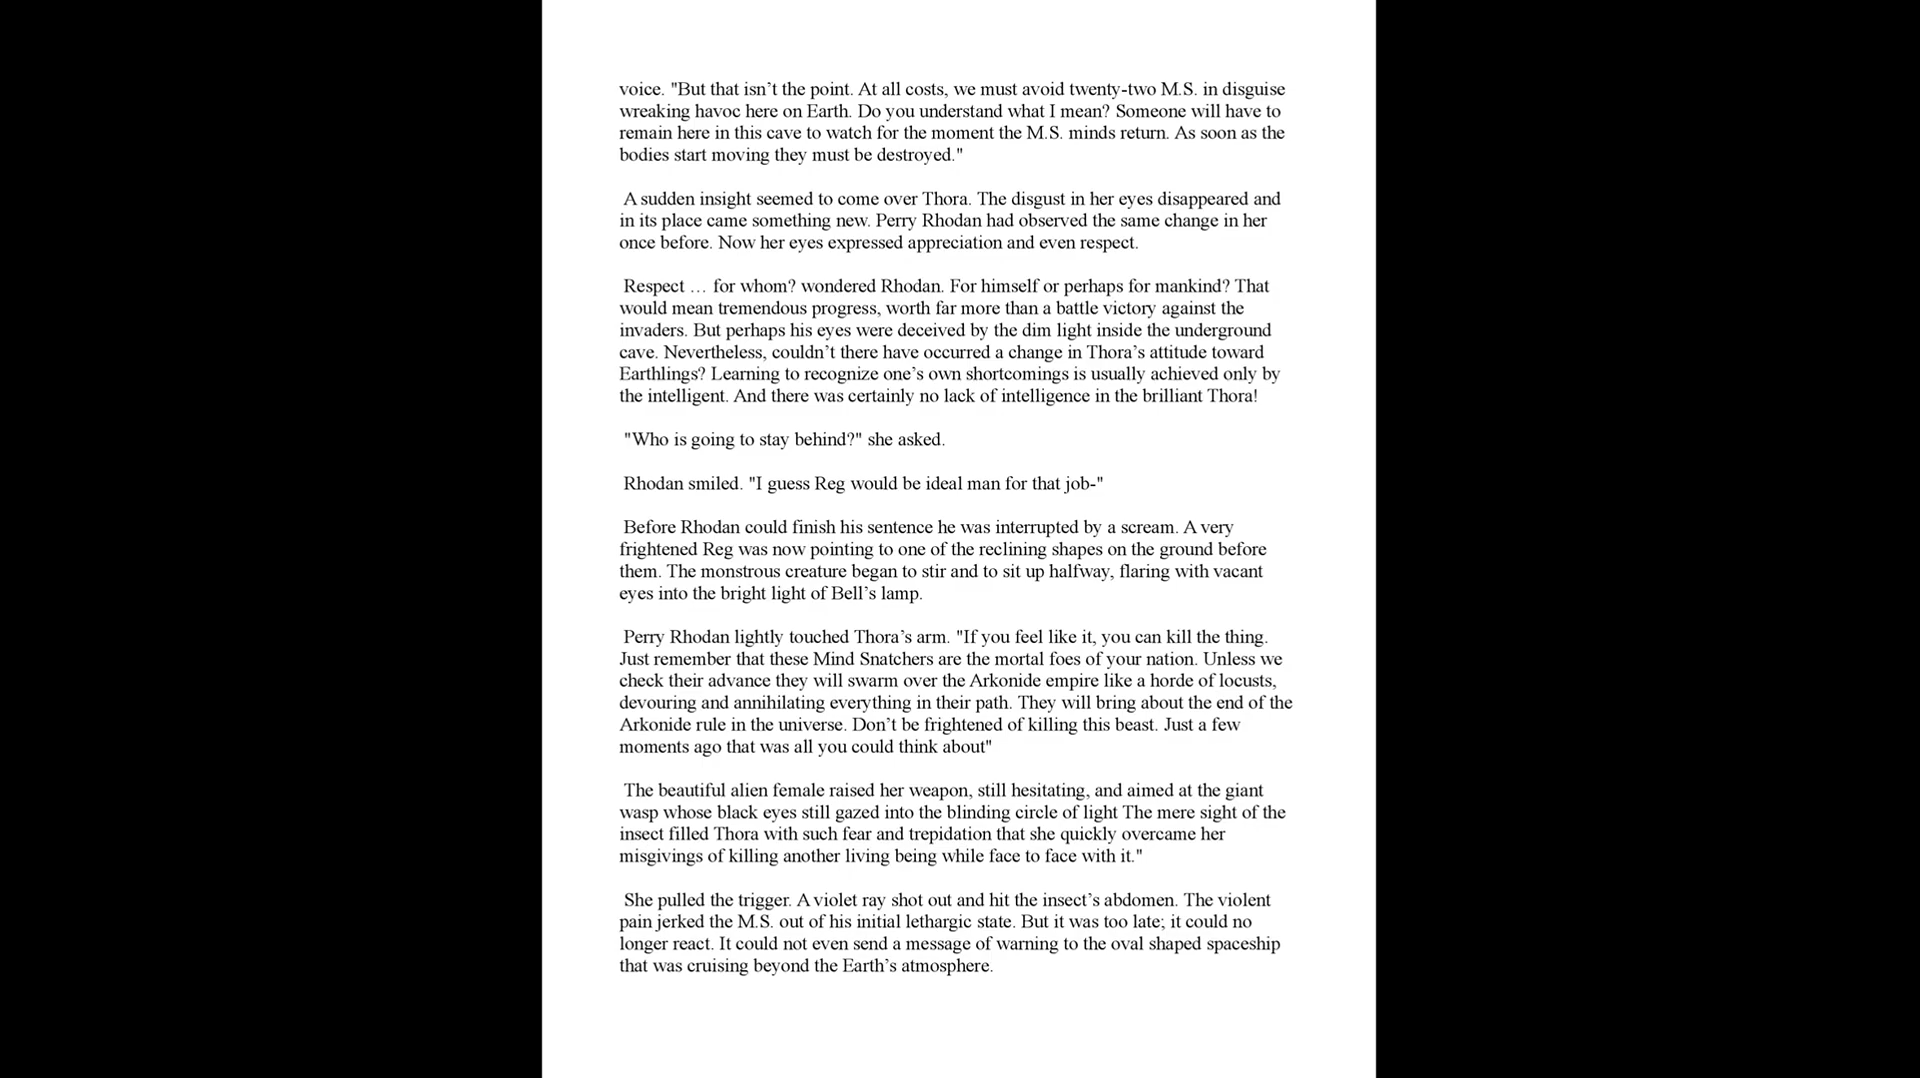 voice. "But that isn’t the point. At all costs, we must avoid twenty-two M.S. in disguise
wreaking havoc here on Earth. Do you understand what I mean? Someone will have to
remain here in this cave to watch for the moment the M.S. minds return. As soon as the
bodies start moving they must be destroyed."
A sudden insight seemed to come over Thora. The disgust in her eyes disappeared and
in its place came something new. Perry Rhodan had observed the same change in her
once before. Now her eyes expressed appreciation and even respect.
Respect … for whom? wondered Rhodan. For himself or perhaps for mankind? That
would mean tremendous progress, worth far more than a battle victory against the
invaders. But perhaps his eyes were deceived by the dim light inside the underground
cave. Nevertheless, couldn’t there have occurred a change in Thora’s attitude toward
Earthlings? Learning to recognize one’s own shortcomings is usually achieved only by
the intelligent. And there was certainly no lack of intelligence in the brilliant Thora!
"Who is going to stay behind?" she asked.
Rhodan smiled. "I guess Reg would be ideal man for that job-"
Before Rhodan could finish his sentence he was interrupted by a scream. A very
frightened Reg was now pointing to one of the reclining shapes on the ground before
them. The monstrous creature began to stir and to sit up halfway, flaring with vacant
eyes into the bright light of Bell’s lamp.
Perry Rhodan lightly touched Thora’s arm. "If you feel like it, you can kill the thing.
Just remember that these Mind Snatchers are the mortal foes of your nation. Unless we
check their advance they will swarm over the Arkonide empire like a horde of locusts,
devouring and annihilating everything in their path. They will bring about the end of the
Arkonide rule in the universe. Don’t be frightened of killing this beast. Just a few
moments ago that was all you could think about"
The beautiful alien female raised her weapon, still hesitating, and aimed at the giant
wasp whose black eyes still gazed into the blinding circle of light The mere sight of the
insect filled Thora with such fear and trepidation that she quickly overcame her
misgivings of killing another living being while face to face with it."
She pulled the trigger. A violet ray shot out and hit the insect’s abdomen. The violent
pain jerked the M.S. out of his initial lethargic state. But it was too late; it could no
longer react. It could not even send a message of warning to the oval shaped spaceship
that was cruising beyond the Earth’s atmosphere.